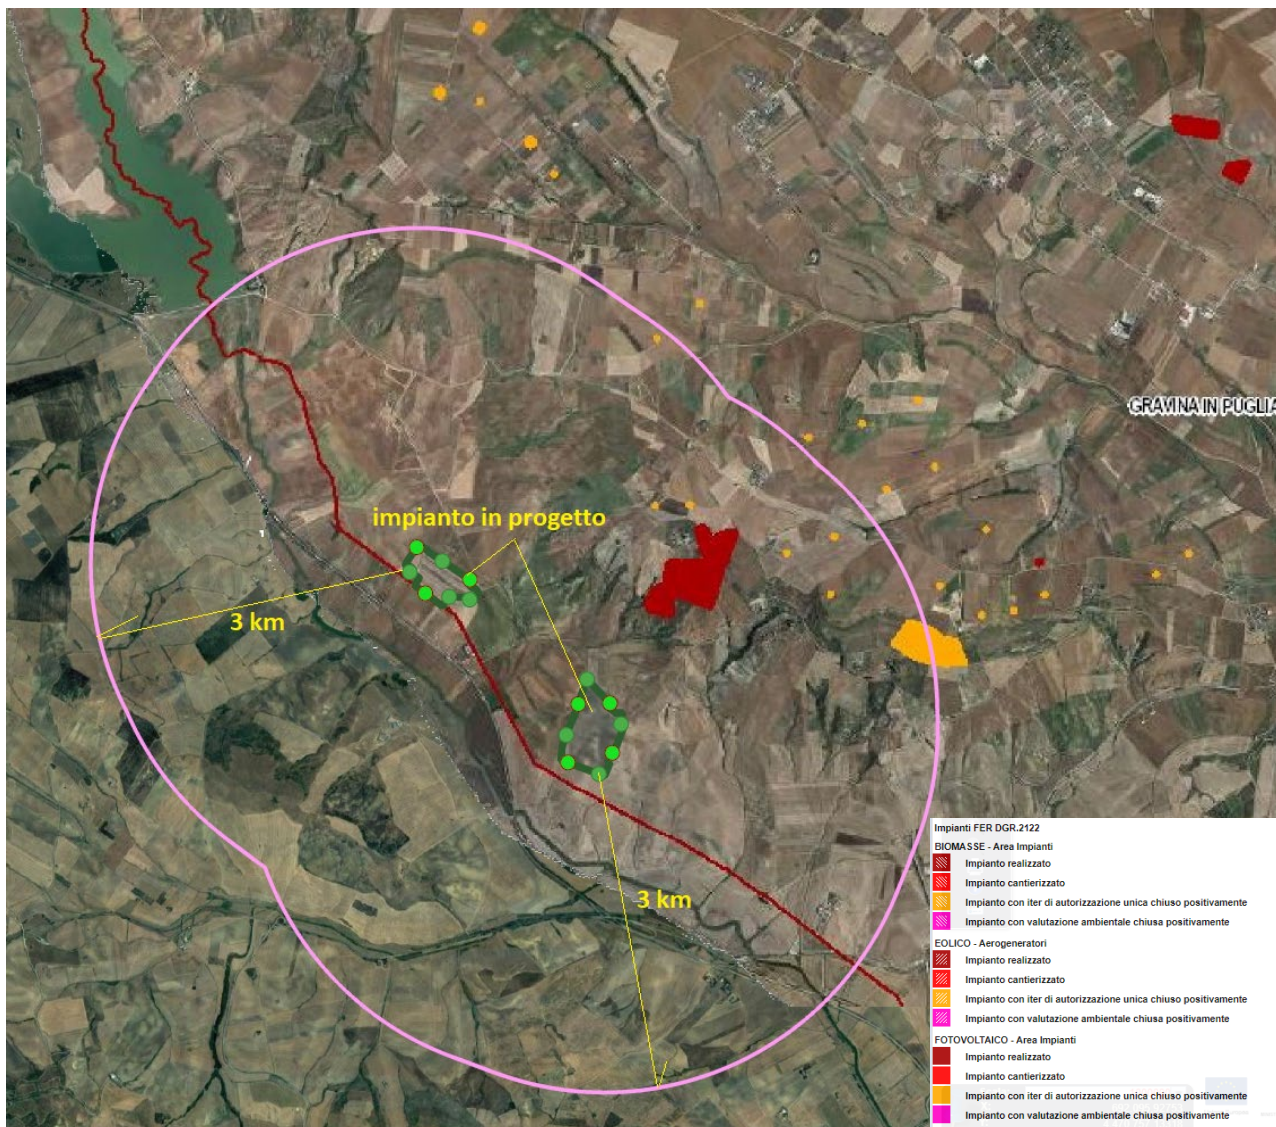 GRAVINA IN PUGLIA
impianto in progetto
3 km
3 km
Impianti FER DGR.2122
BIOMASSE - Area Impianti
Impianto realizzato
Impianto cantierizzato
Impianto con iter di autorizzazione unica chiuso positivamente
Impianto con valutazione ambientale chiusa positivamente
EOLICO - Aerogeneratori
Impianto realizzato
Impianto cantierizzato
Impianto con iter di autorizzazione unica chiuso positivamente
Impianto con valutazione ambientale chiusa positivamente
FOTOVOLTAICO - Area Impianti
Impianto realizzato
Impianto cantierizzato
Impianto con iter di autorizzazione unica chiuso positivamente
Impianto con valutazione ambientale chiusa positivamente